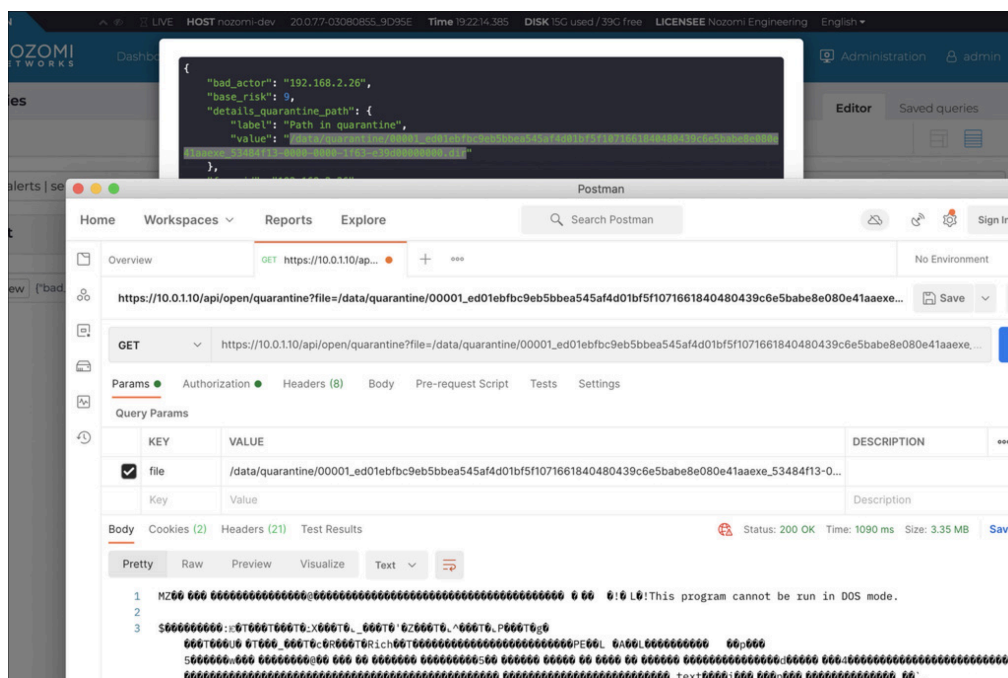 LIVE HOST nozomi-dev 20.0.7.7-03080855_9D95E Time 19:22:14.385 DISK 15G used / 39G free LICENSEE Nozomi Engineering English
OZOMI
NETWORKS
Dashbo
Administration admin
{
"bad_actor": "192.168.2.26",
"base_risk": 9,
"details_quarantine_path": {
"label": "Path in quarantine",
"value": "/data/quarantine/00001_ed01ebfbc9eb5bbea545af4d01bf5f1071661840480439c6e5babe8e080e
41aaexe_53484f13-0000-0000-1f63-e39d00000000.dir"
},
ies
Editor Saved queries
alerts | se
Postman
Home Workspaces Reports Explore Search Postman Sign In
Overview GET https://10.0.1.10/ap... No Environment
ew {"bad_
https://10.0.1.10/api/open/quarantine?file=/data/quarantine/00001_ed01ebfbc9eb5bbea545af4d01bf5f1071661840480439c6e5babe8e080e41aaexe... Save
GET https://10.0.1.10/api/open/quarantine?file=/data/quarantine/00001_ed01ebfbc9eb5bbea545af4d01bf5f1071661840480439c6e5babe8e080e41aaexe_...
Params Authorization Headers (8) Body Pre-request Script Tests Settings
Query Params
KEY VALUE DESCRIPTION
file /data/quarantine/00001_ed01ebfbc9eb5bbea545af4d01bf5f1071661840480439c6e5babe8e080e41aaexe_53484f13-0...
Key Value Description
Body Cookies (2) Headers (21) Test Results Status: 200 OK Time: 1090 ms Size: 3.35 MB Sav
Pretty Raw Preview Visualize Text
1 MZ !This program cannot be run in DOS mode.
2
3